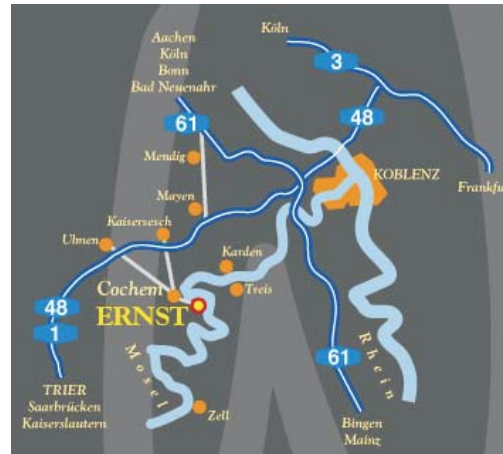 Aachen
Köln
Bonn
Bad Neuenahr
Köln
3
61
48
Mendig
KOBLENZ
Mayen
Kaisersesch
Ulmen
Karden
Cochem
Treis
ERNST
48
1
Mosel
Rhein
61
TRIER
Saarbrücken
Kaiserslautern
Zell
Bingen
Mainz
Frankfu